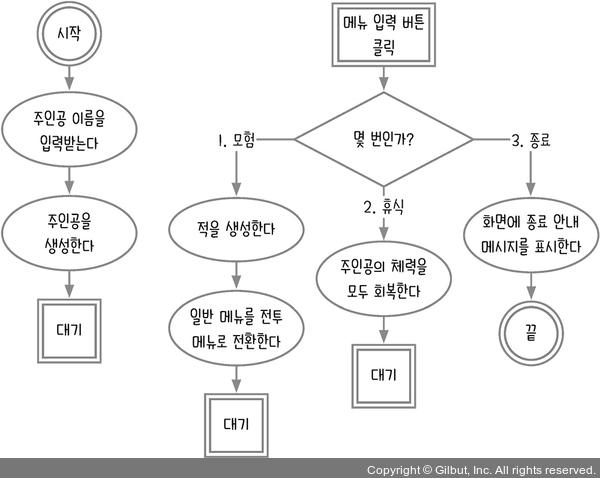 시작
주인공 이름을
입력받는다
주인공을
생성한다
대기
메뉴 입력 버튼
클릭
몇 번인가?
1. 모험
적을 생성한다
일반 메뉴를 전투
메뉴로 전환한다
대기
2. 휴식
주인공의 체력을
모두 회복한다
대기
3. 종료
화면에 종료 안내
메시지를 표시한다
끝
Copyright © Gilbut, Inc. All rights reserved.